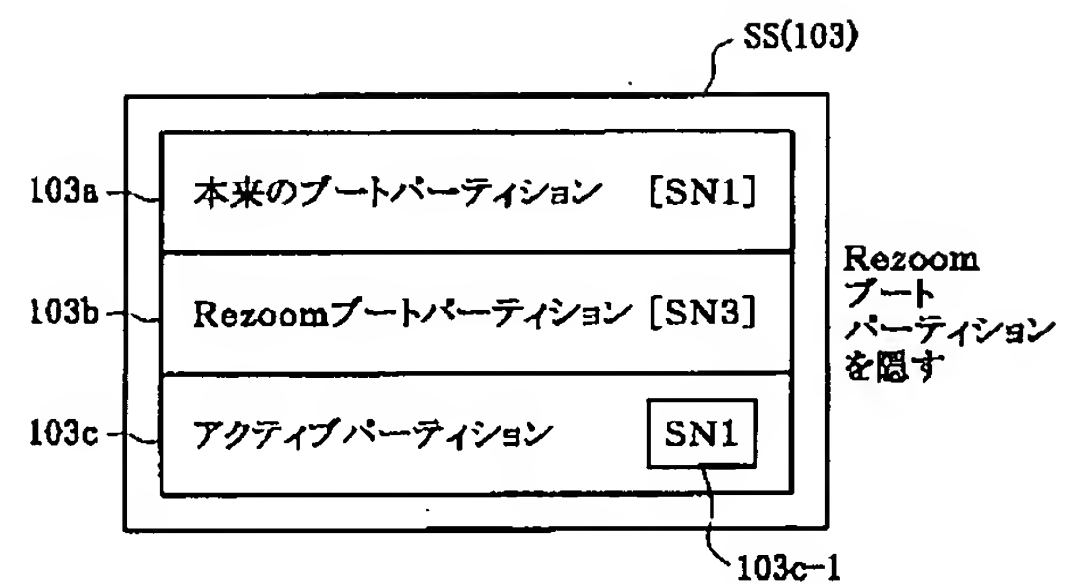 SS(103)
103a 本来のブートパーティション [SN1]
103b Rezoomブートパーティション [SN3]
103c アクティブパーティション SN1
Rezoom
ブート
パーティション
を隠す
103c-1